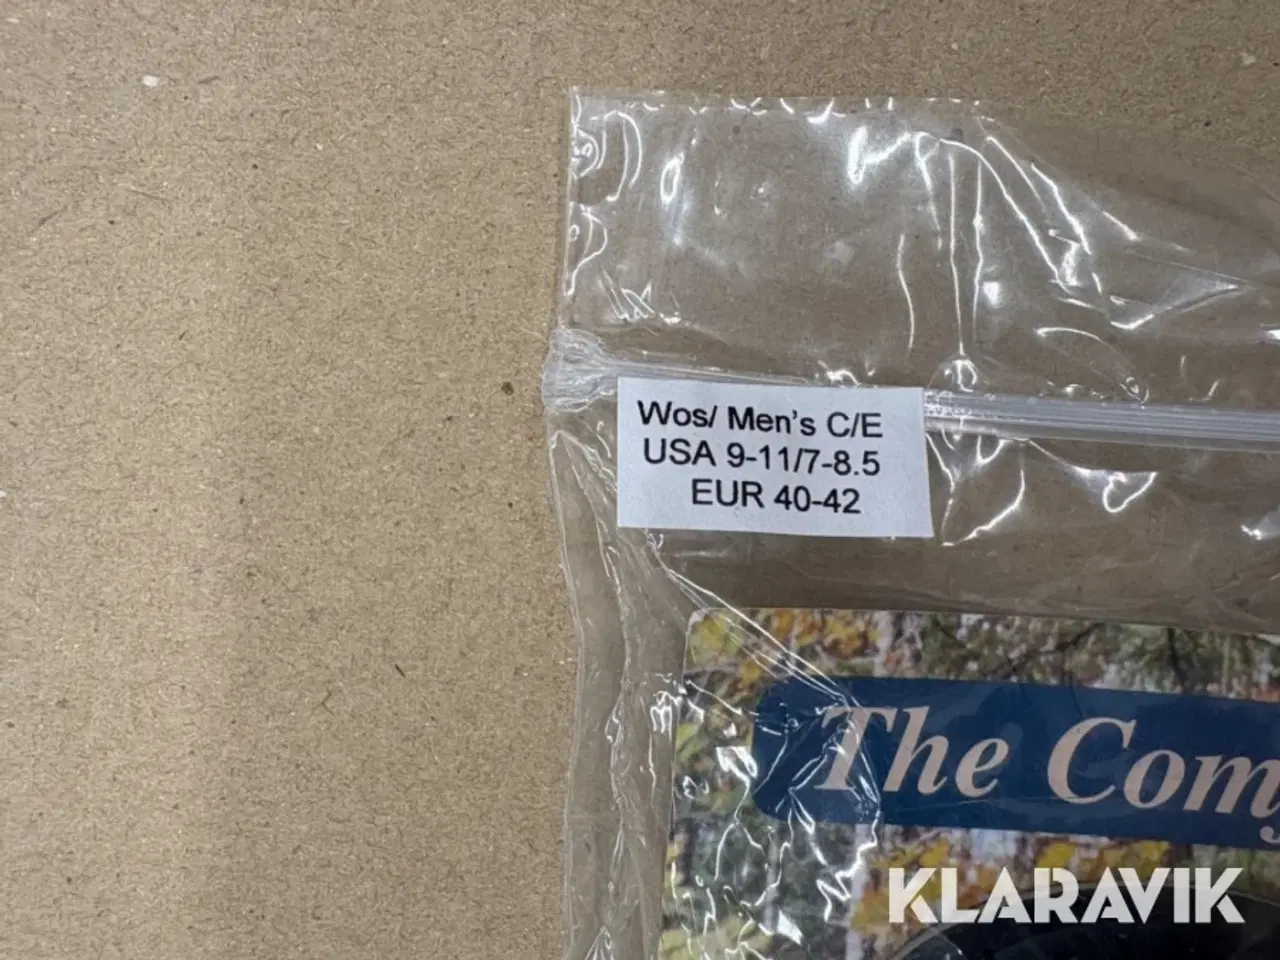 Wos/ Men's C/E
USA 9-11/7-8.5
EUR 40-42
The Com
KLARAVIK